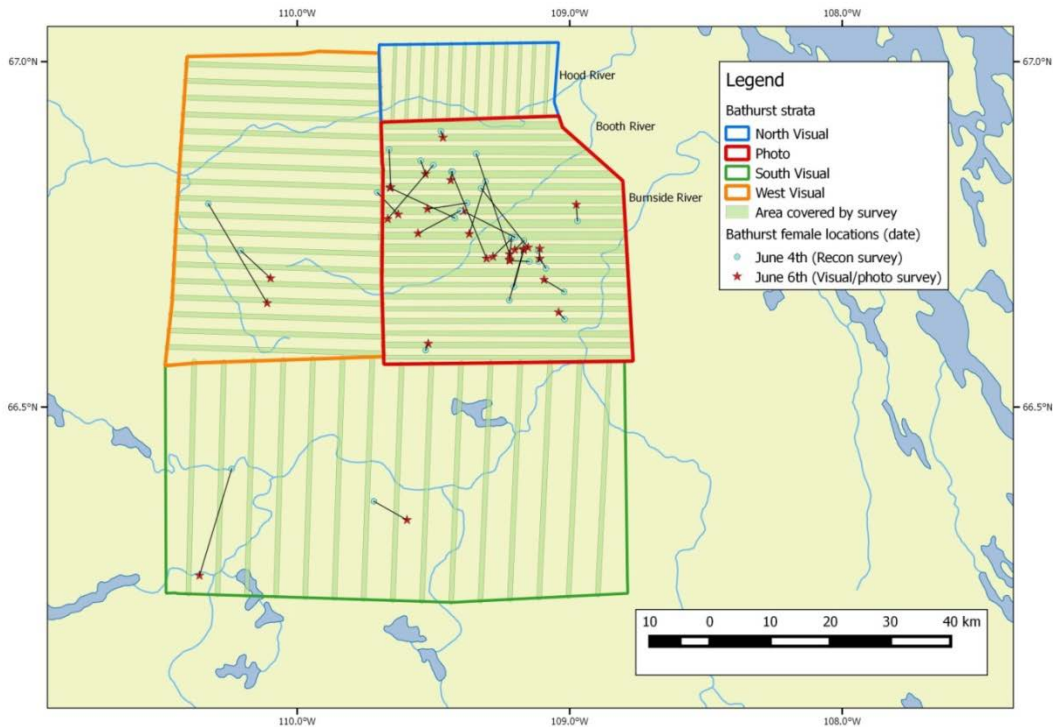 110.0°W 109.0°W 108.0°W
67.0°N 67.0°N
Hood River
Booth River
Burnside River
Legend
Bathurst strata
North Visual
Photo
South Visual
West Visual
Area covered by survey
Bathurst female locations (date)
June 4th (Recon survey)
June 6th (Visual/photo survey)
66.5°N 66.5°N
10 0 10 20 30 40 km
110.0°W 109.0°W 108.0°W